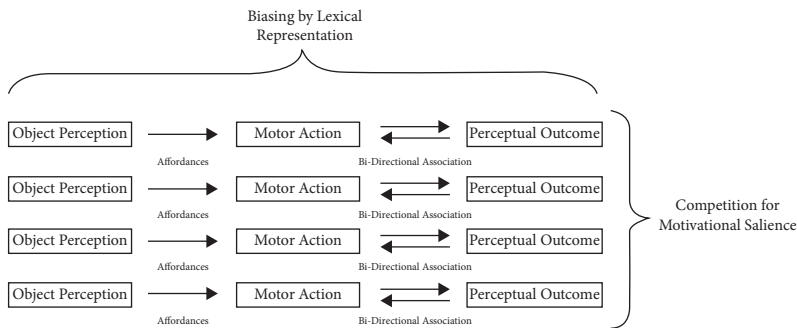 Biasing by Lexical
Representation
Object Perception
Motor Action
Perceptual Outcome
Affordances
Bi-Directional Association
Object Perception
Motor Action
Perceptual Outcome
Affordances
Bi-Directional Association
Object Perception
Motor Action
Perceptual Outcome
Affordances
Bi-Directional Association
Object Perception
Motor Action
Perceptual Outcome
Affordances
Bi-Directional Association
Competition for
Motivational Salience